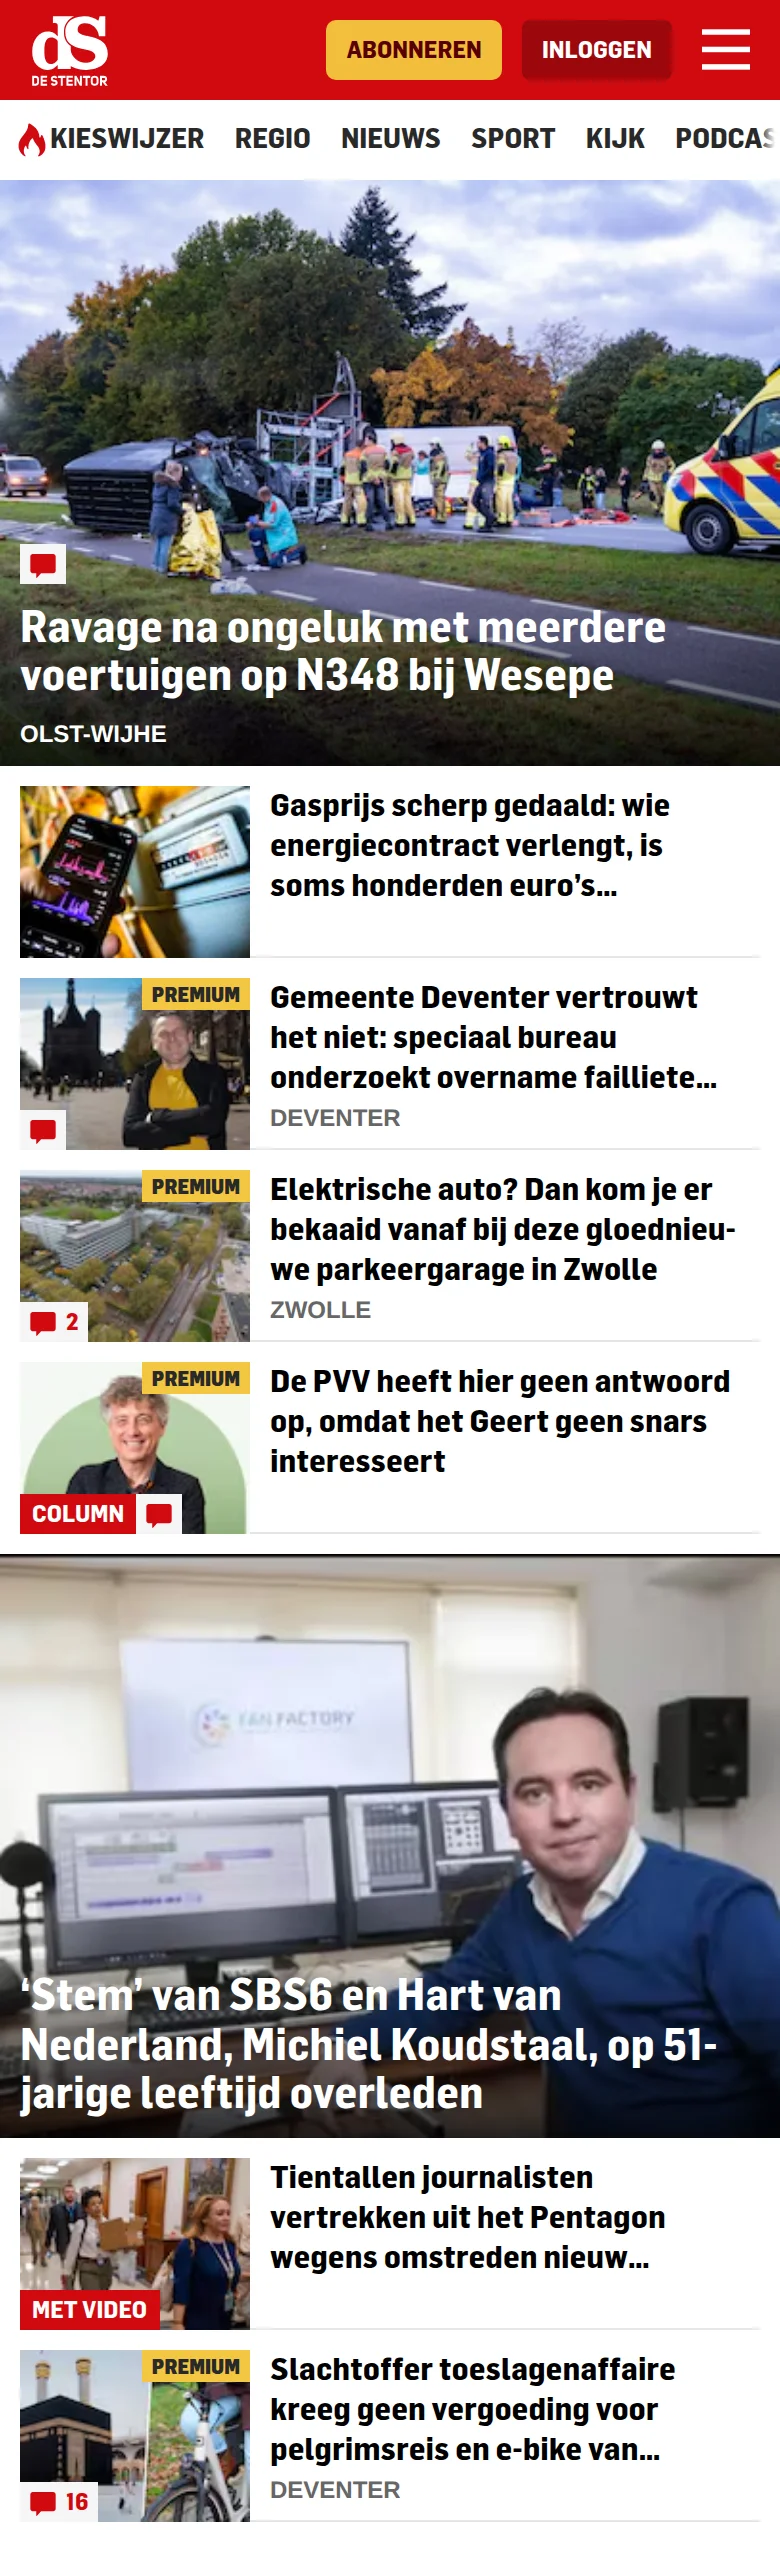 dS
DE STENTOR
ABONNEREN
INLOGGEN
KIESWIJZER REGIO NIEUWS SPORT KIJK PODCAS
Ravage na ongeluk met meerdere
voertuigen op N348 bij Wesepe
OLST-WIJHE
Gasprijs scherp gedaald: wie
energiecontract verlengt, is
soms honderden euro’s...
PREMIUM
Gemeente Deventer vertrouwt
het niet: speciaal bureau
onderzoekt overname failliete...
DEVENTER
PREMIUM
2
Elektrische auto? Dan kom je er
bekaaid vanaf bij deze gloednieu-
we parkeergarage in Zwolle
ZWOLLE
PREMIUM
COLUMN
De PVV heeft hier geen antwoord
op, omdat het Geert geen snars
interesseert
FAN FACTORY
‘Stem’ van SBS6 en Hart van
Nederland, Michiel Koudstaal, op 51-
jarige leeftijd overleden
MET VIDEO
Tientallen journalisten
vertrekken uit het Pentagon
wegens omstreden nieuw...
PREMIUM
16
Slachtoffer toeslagenaffaire
kreeg geen vergoeding voor
pelgrimsreis en e-bike van...
DEVENTER